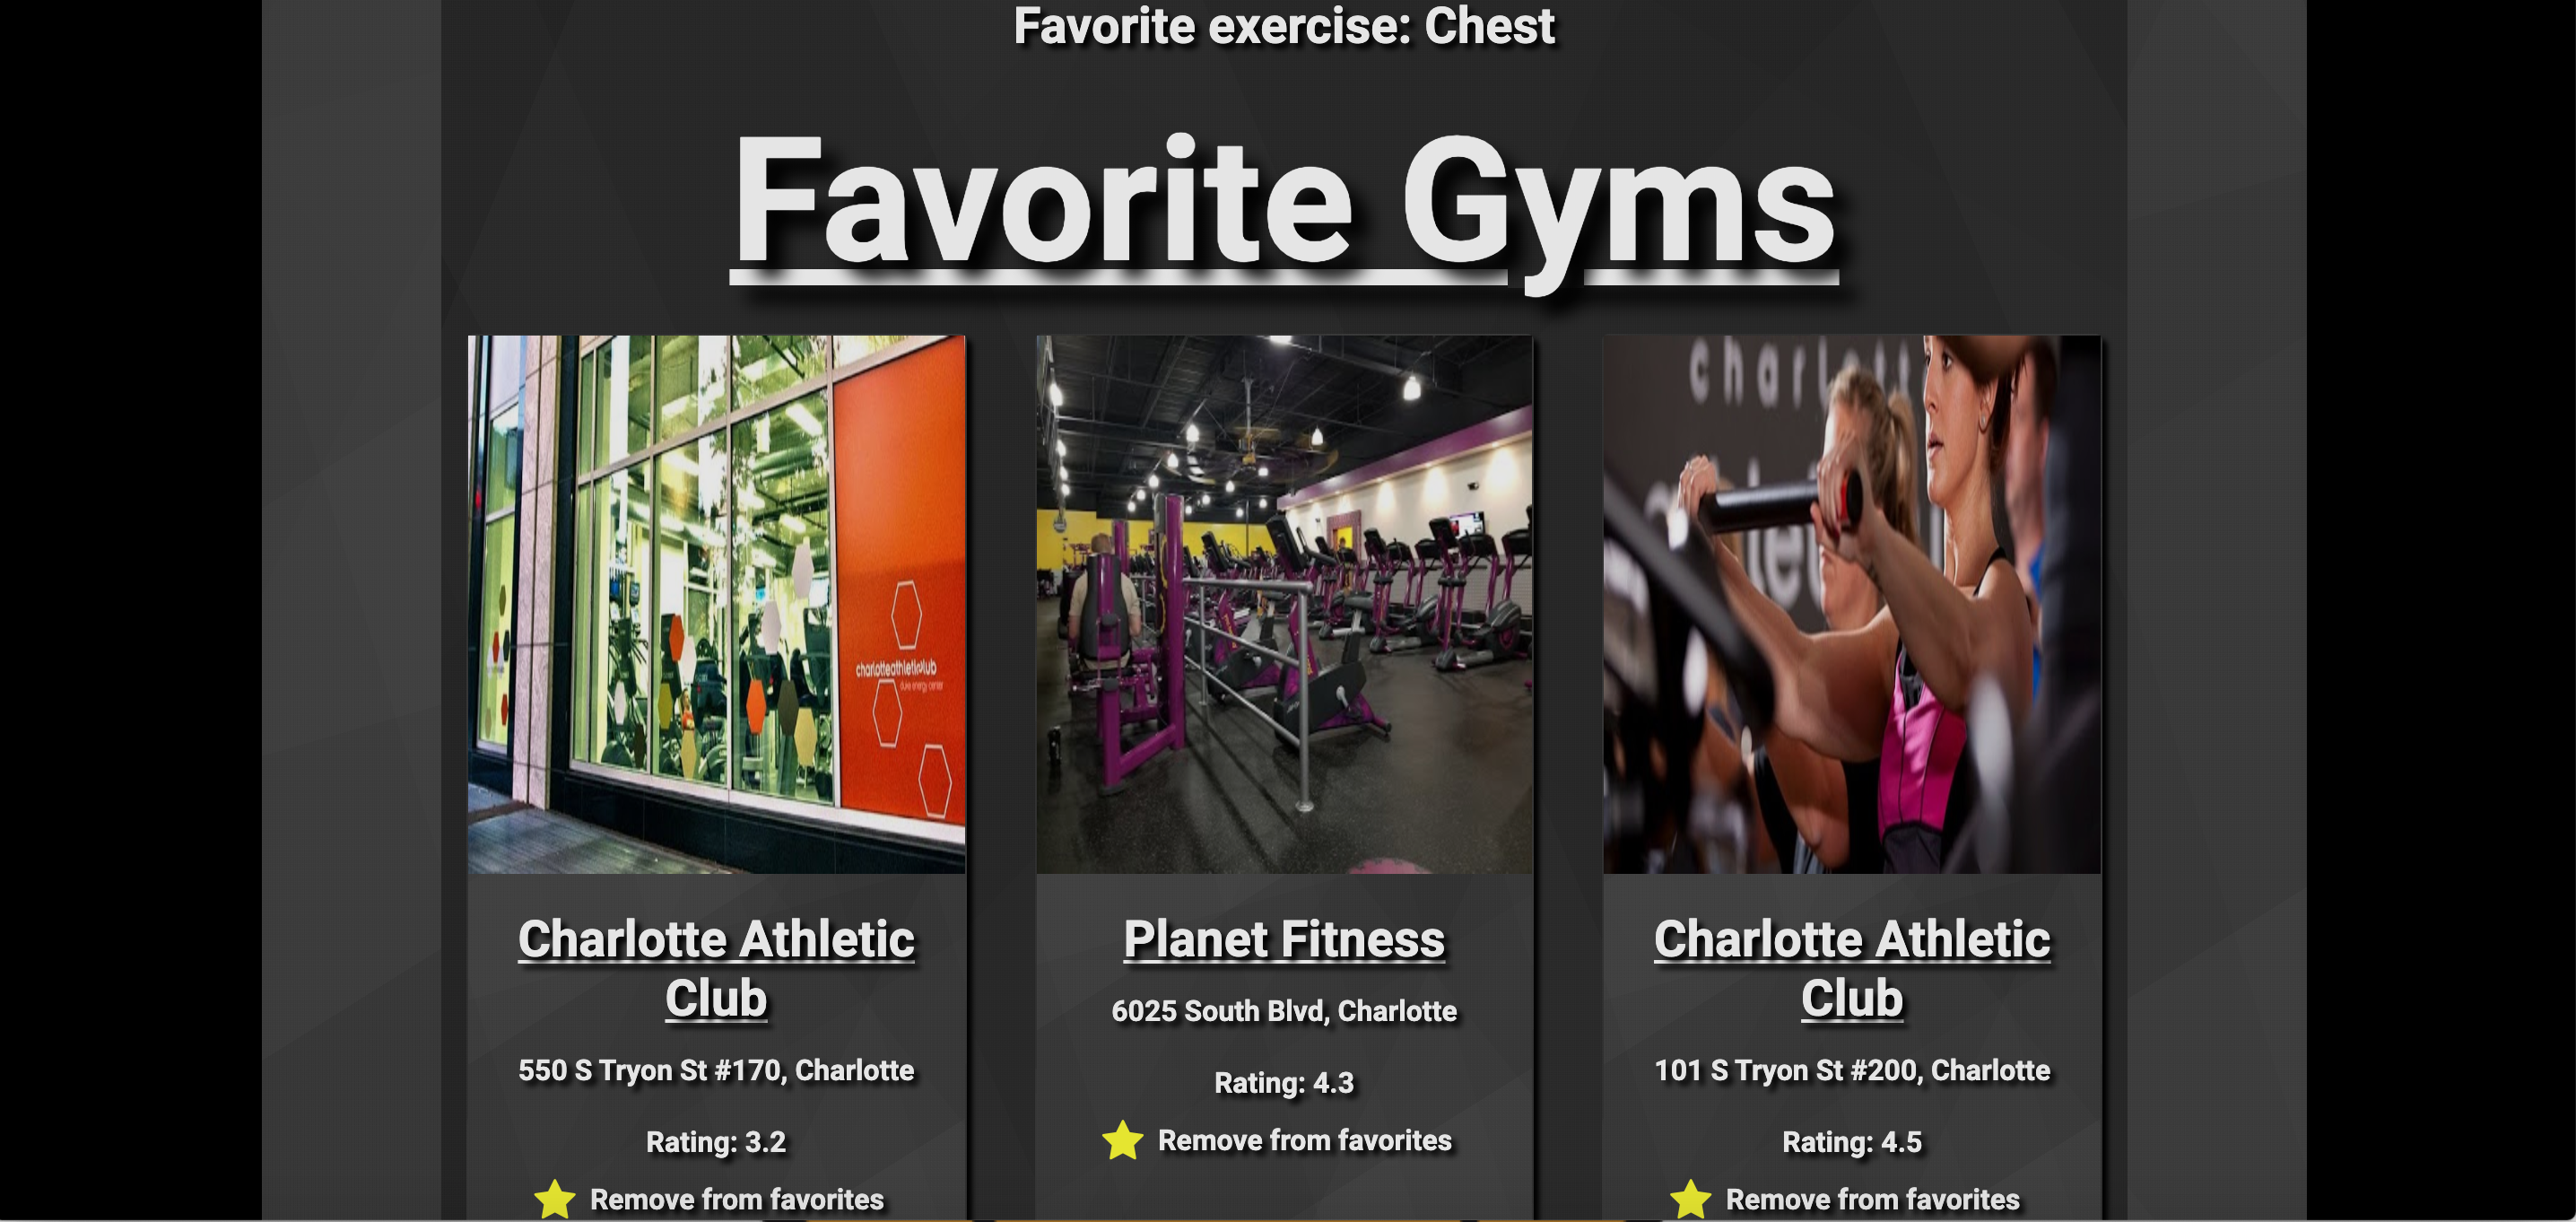 Favorite exercise: Chest
Favorite Gyms
charlotteathleticclub
duke energy center
charlott
Charlotte Athletic
Club
550 S Tryon St #170, Charlotte
Rating: 3.2
Remove from favorites
Planet Fitness
6025 South Blvd, Charlotte
Rating: 4.3
Remove from favorites
Charlotte Athletic
Club
101 S Tryon St #200, Charlotte
Rating: 4.5
Remove from favorites